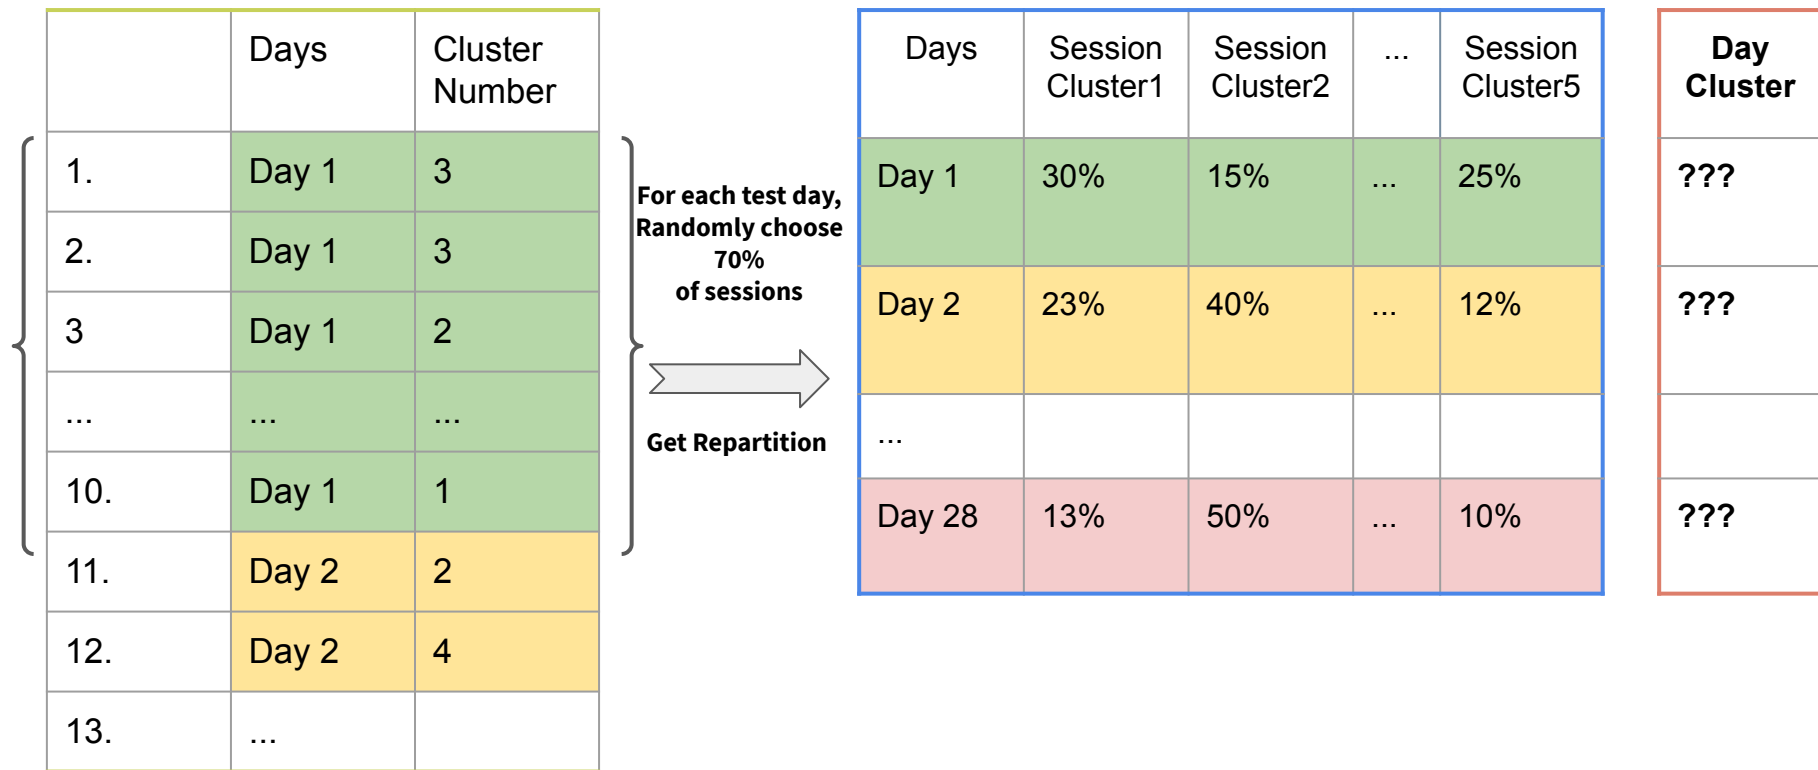 Days Cluster
Number
1. Day 1 3
2. Day 1 3
3 Day 1 2
... ... ...
10. Day 1 1
11. Day 2 2
12. Day 2 4
13. ...
For each test day,
Randomly choose
70%
of sessions
Get Repartition
Days Session Session ... Session
Cluster1 Cluster2 Cluster5
Day 1 30% 15% ... 25%
Day 2 23% 40% ... 12%
...
Day 28 13% 50% ... 10%
Day
Cluster
???
???
???